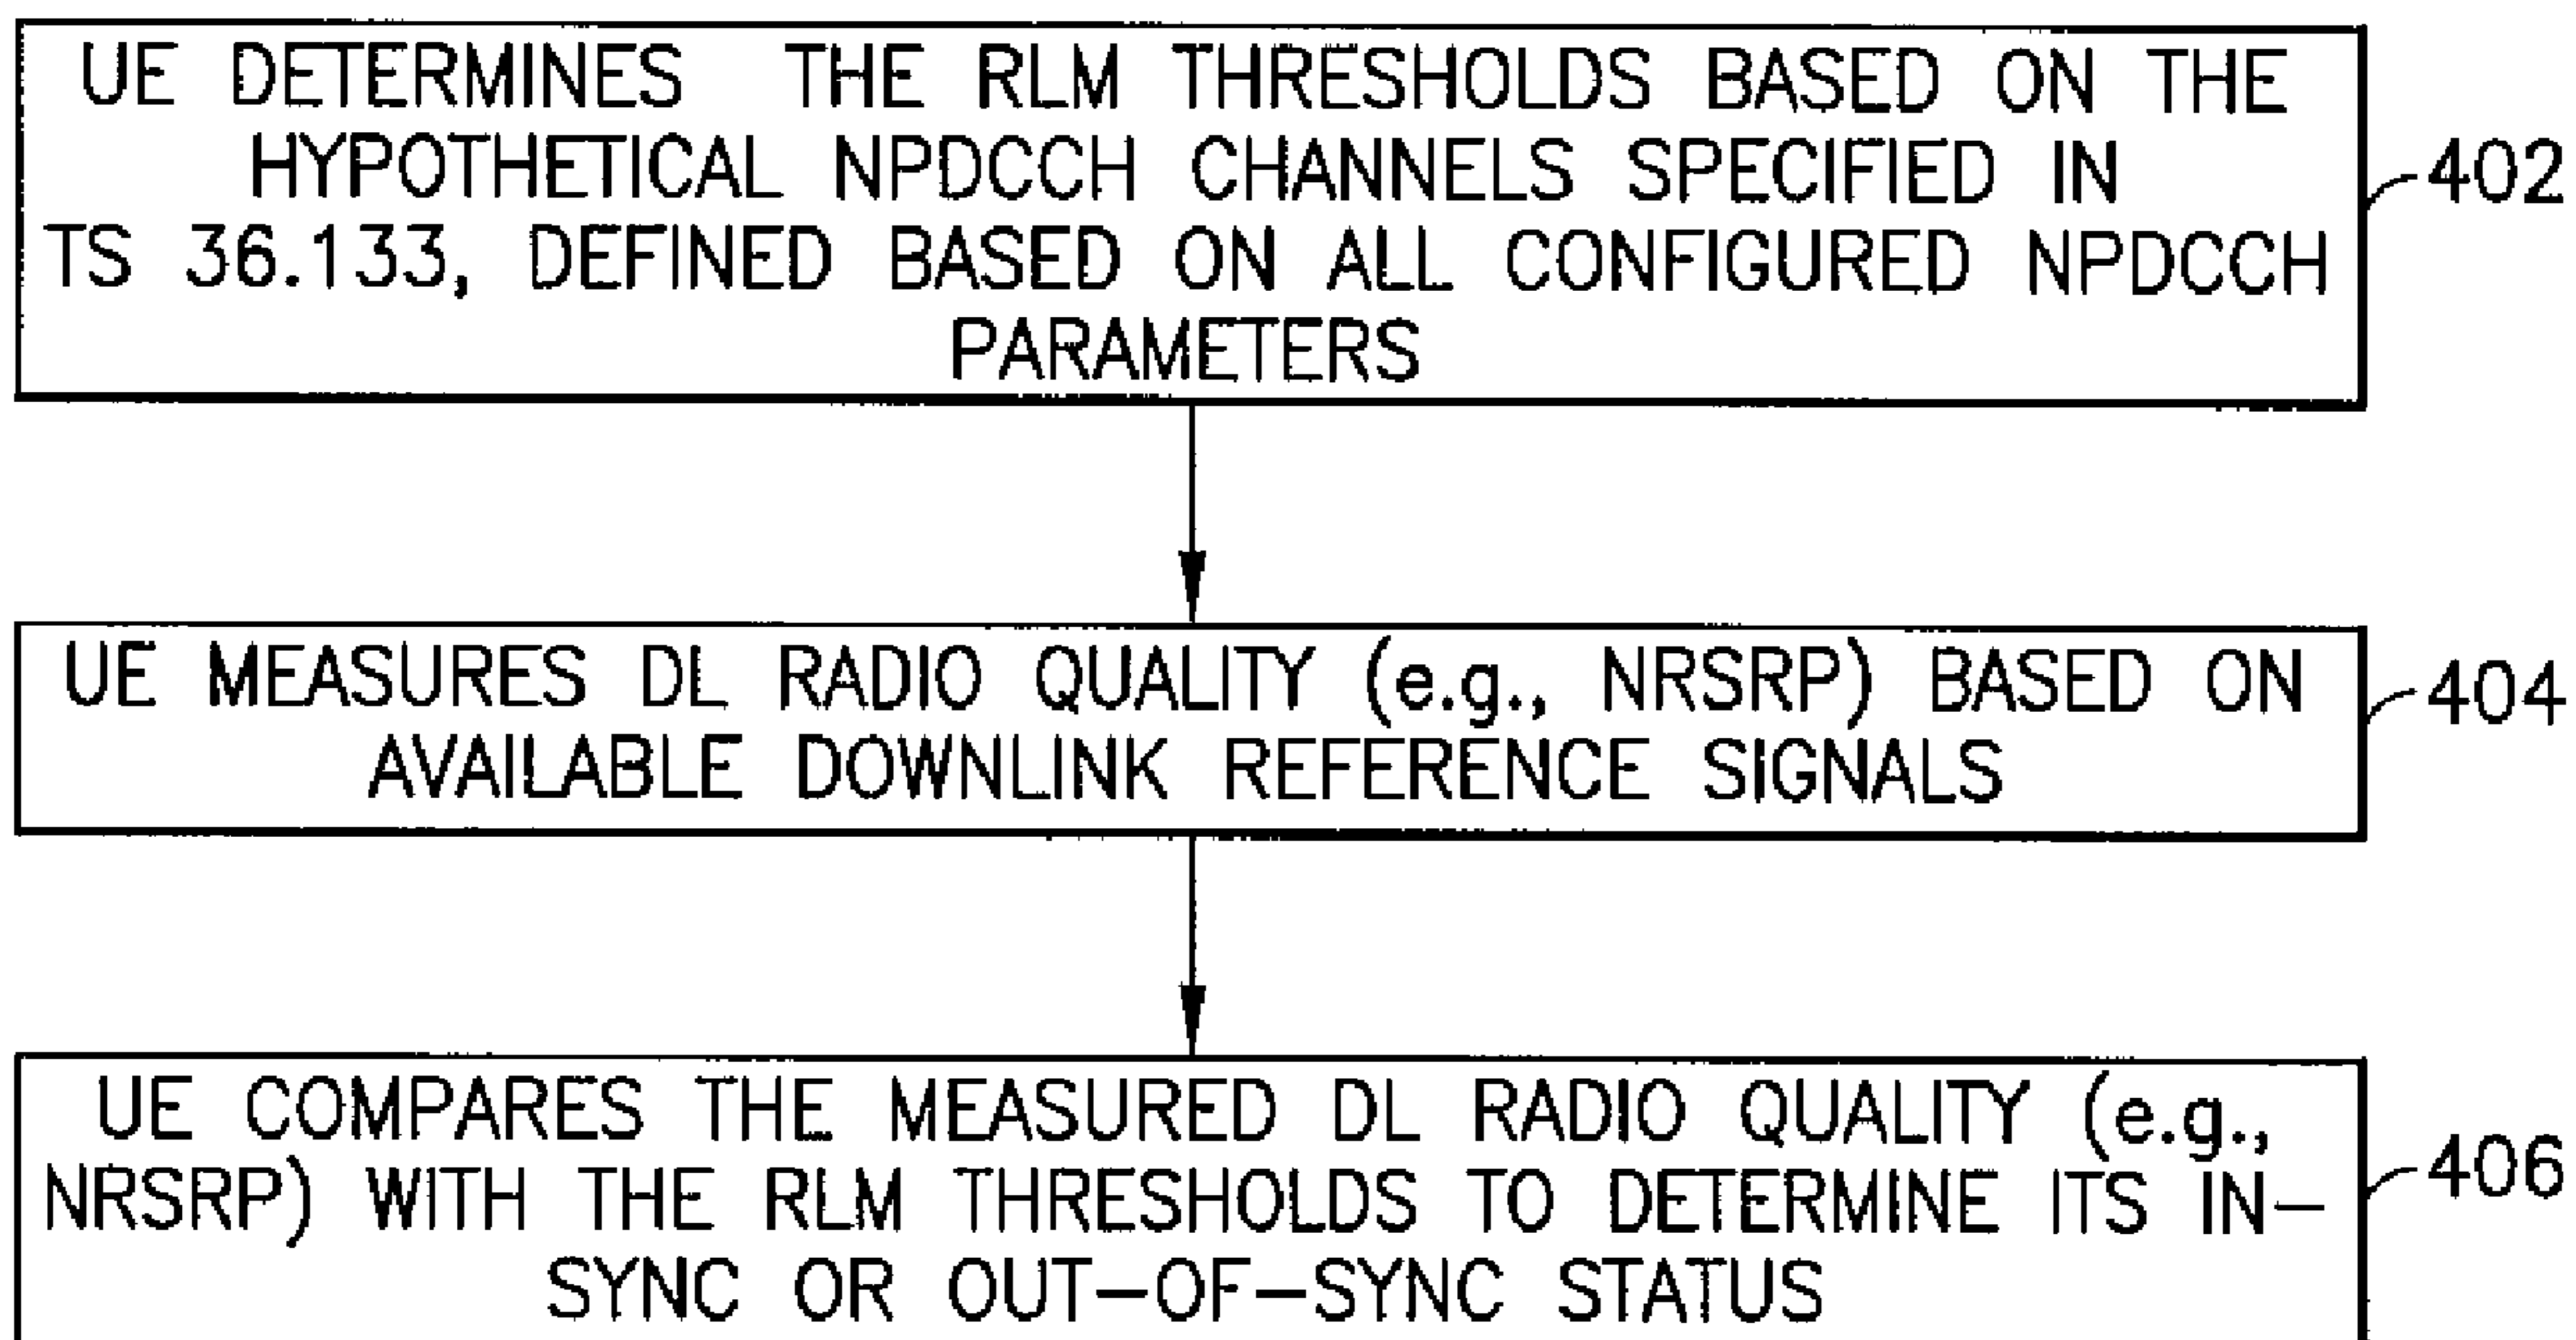 UE DETERMINES THE RLM THRESHOLDS BASED ON THE
HYPOTHETICAL NPDCCH CHANNELS SPECIFIED IN
TS 36.133, DEFINED BASED ON ALL CONFIGURED NPDCCH
PARAMETERS
402
UE MEASURES DL RADIO QUALITY (e.g., NRSRP) BASED ON
AVAILABLE DOWNLINK REFERENCE SIGNALS
404
UE COMPARES THE MEASURED DL RADIO QUALITY (e.g.,
NRSRP) WITH THE RLM THRESHOLDS TO DETERMINE ITS IN–
SYNC OR OUT–OF–SYNC STATUS
406